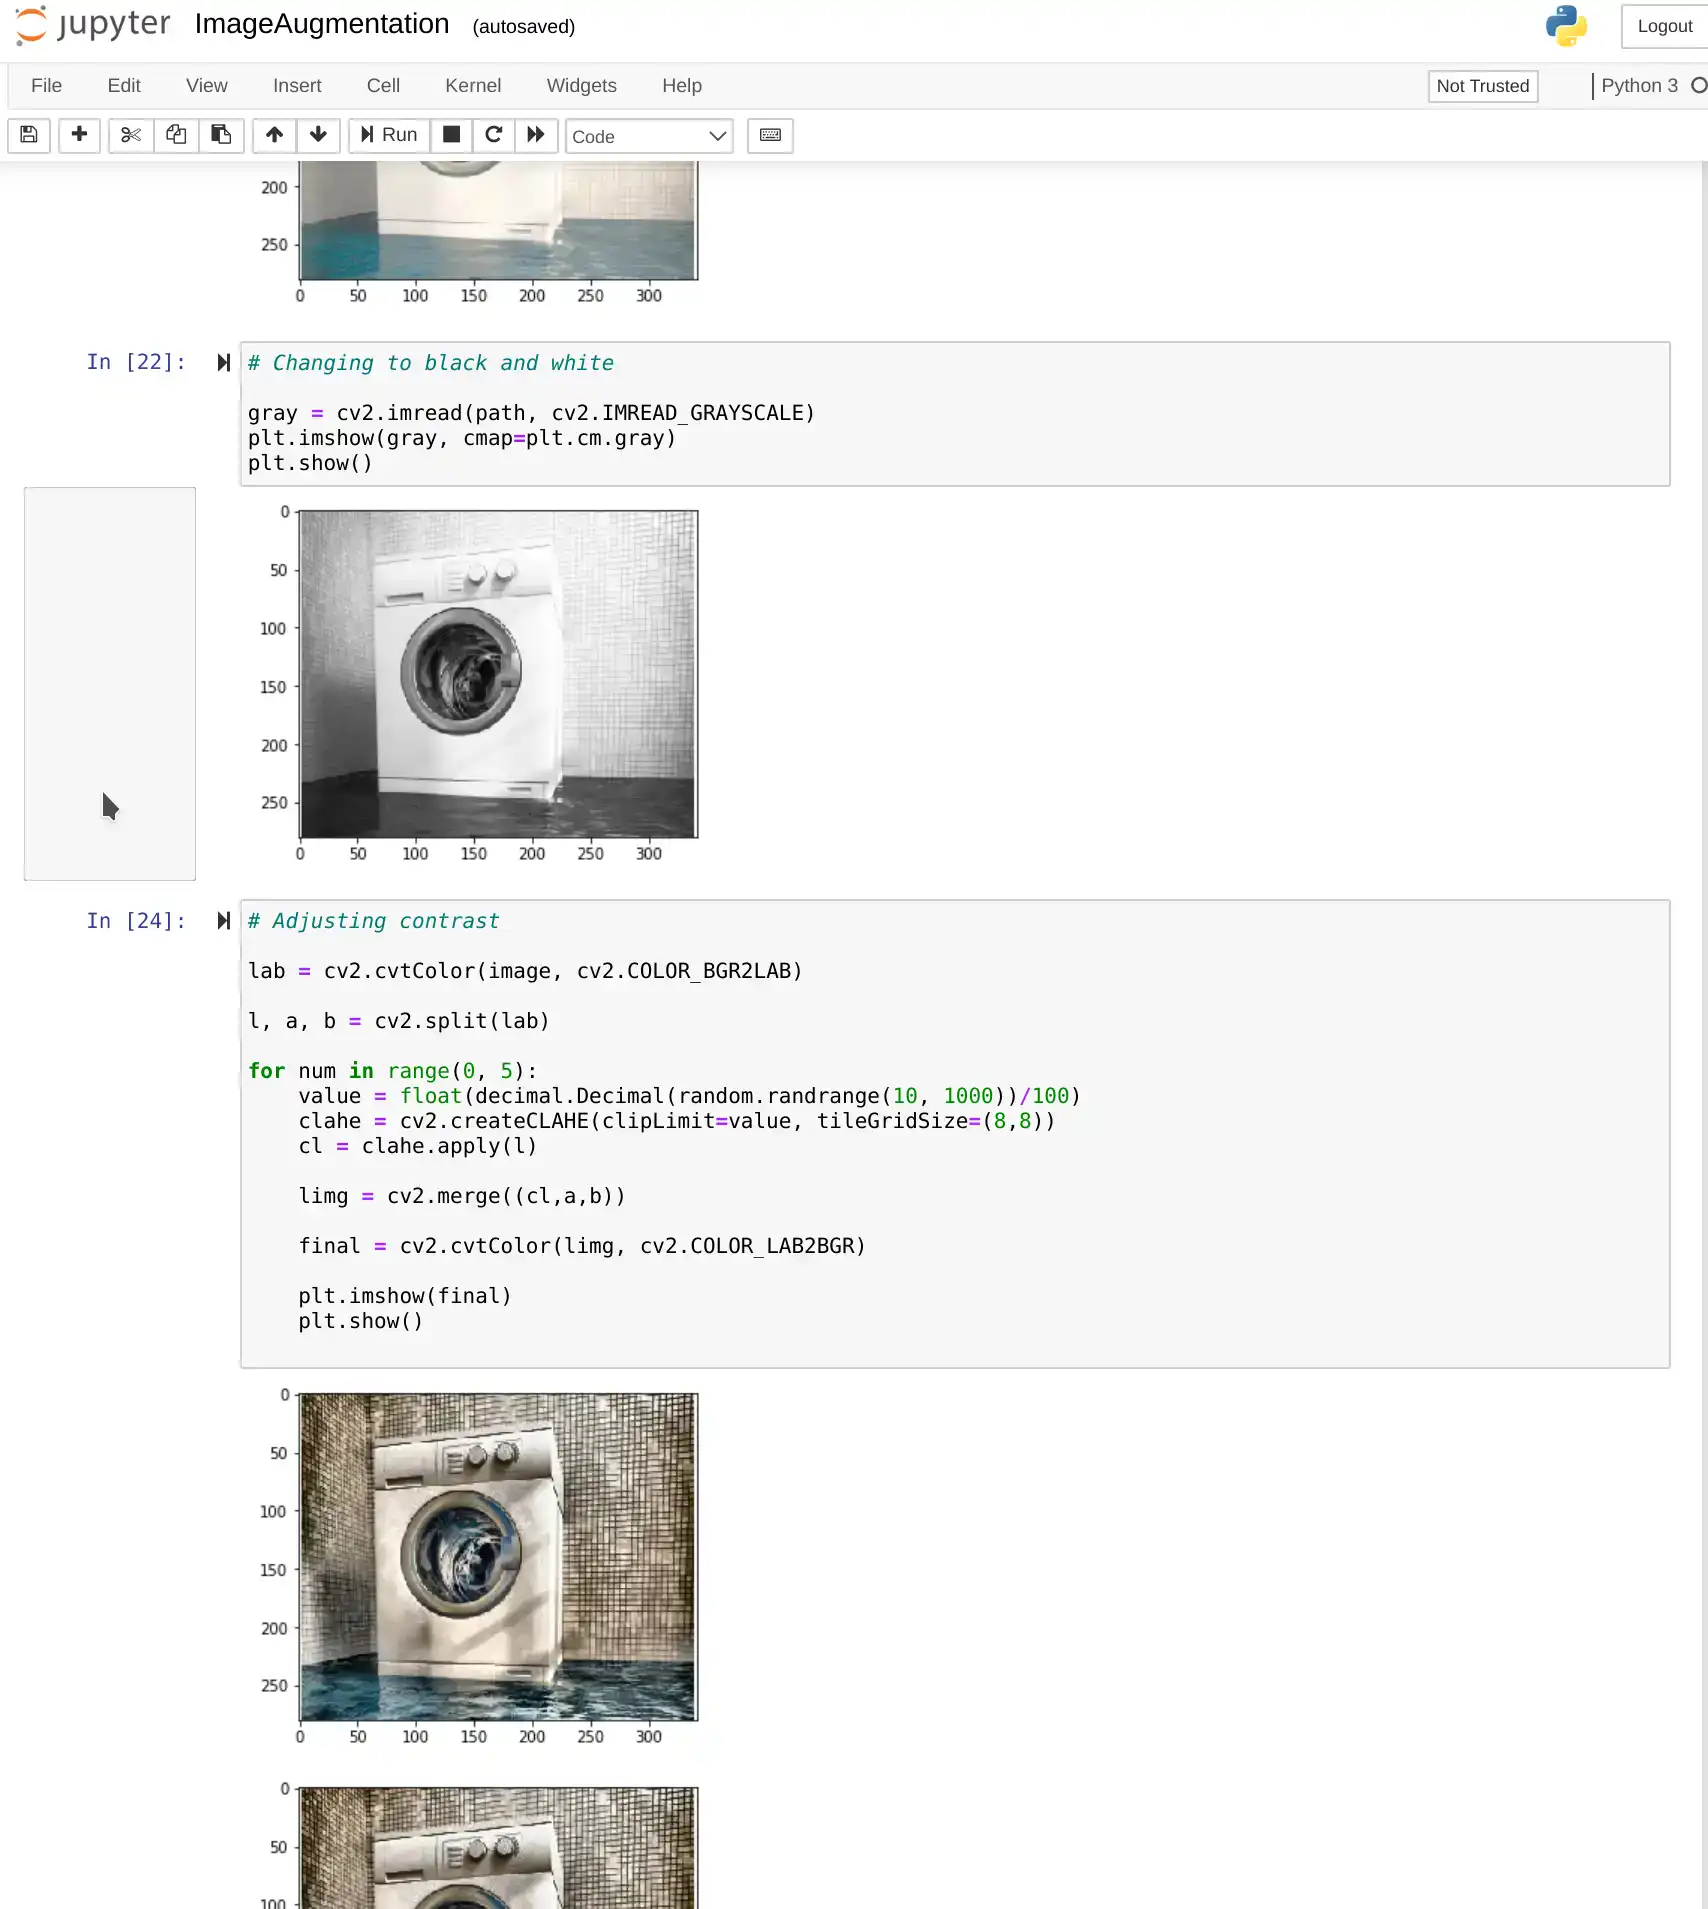 jupyter ImageAugmentation (autosaved) Logout
File Edit View Insert Cell Kernel Widgets Help Not Trusted Python 3
Run Code
200
250
0 50 100 150 200 250 300
In [22]: # Changing to black and white
gray = cv2.imread(path, cv2.IMREAD_GRAYSCALE)
plt.imshow(gray, cmap=plt.cm.gray)
plt.show()
0
50
100
150
200
250
0 50 100 150 200 250 300
In [24]: # Adjusting contrast
lab = cv2.cvtColor(image, cv2.COLOR_BGR2LAB)
l, a, b = cv2.split(lab)
for num in range(0, 5):
    value = float(decimal.Decimal(random.randrange(10, 1000))/100)
    clahe = cv2.createCLAHE(clipLimit=value, tileGridSize=(8,8))
    cl = clahe.apply(l)
    limg = cv2.merge((cl,a,b))
    final = cv2.cvtColor(limg, cv2.COLOR_LAB2BGR)
    plt.imshow(final)
    plt.show()
0
50
100
150
200
250
0 50 100 150 200 250 300
0
50
100